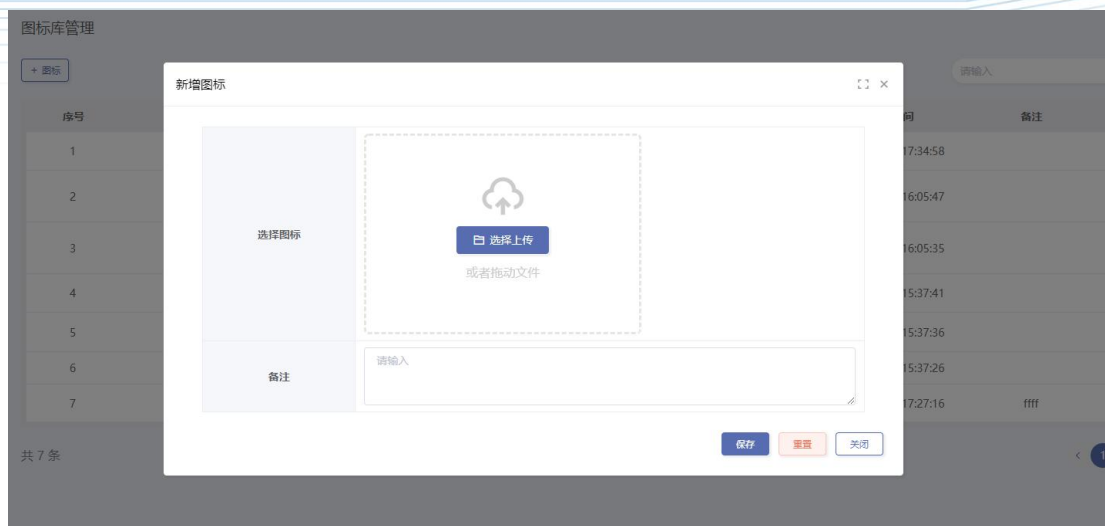 图标库管理
+ 图标
请输入
新增图标
序号
间
备注
1
17:34:58
2
16:05:47
选择图标
选择上传
3
16:05:35
或者拖动文件
4
15:37:41
5
15:37:36
请输入
6
15:37:26
备注
7
17:27:16
ffff
保存
重置
关闭
共 7 条
< 1